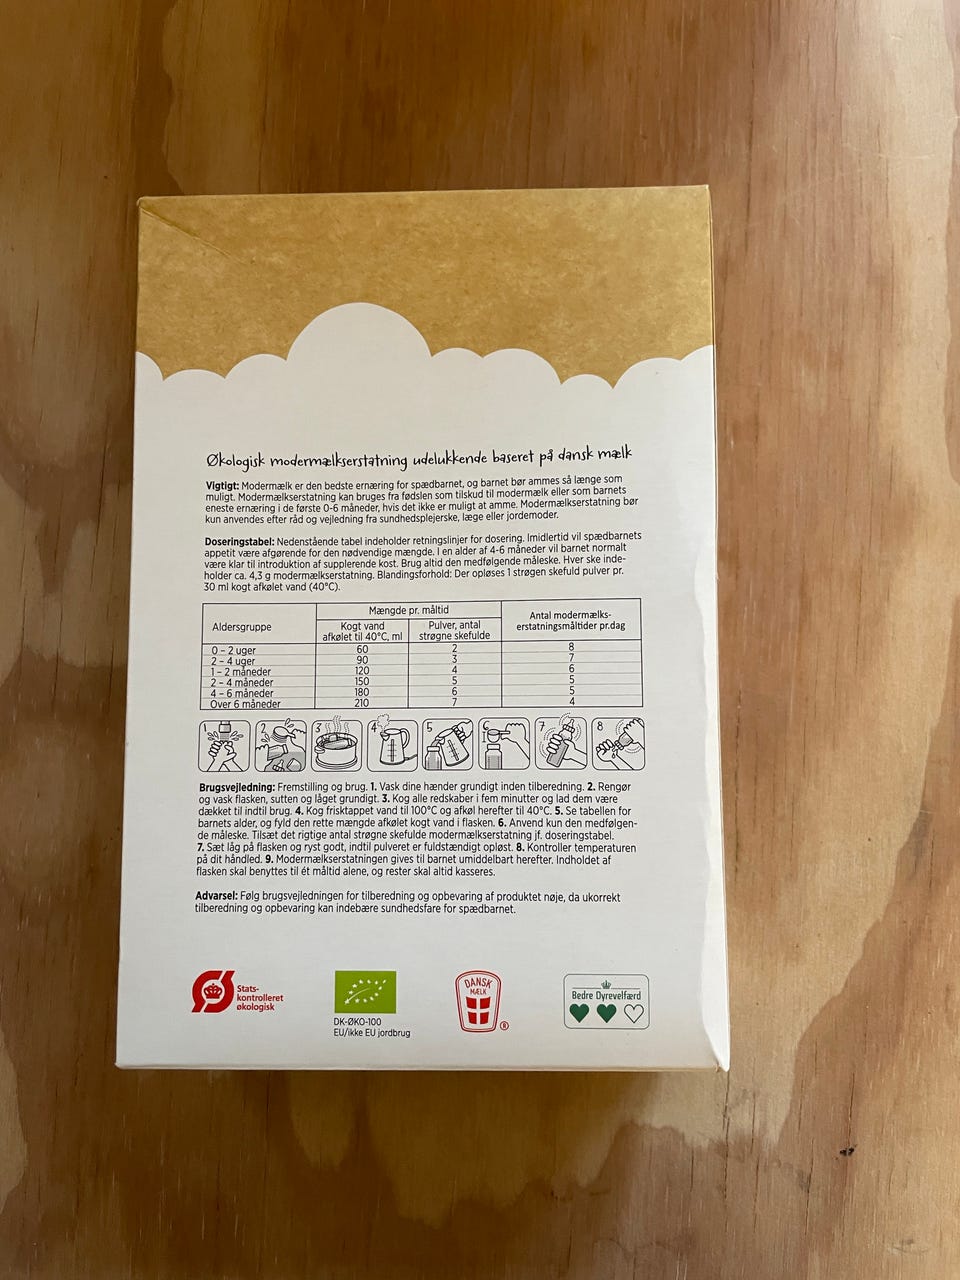 Økologisk modermælkserstatning udelukkende baseret på dansk mælk
Vigtigt: Modermælk er den bedste ernæring for spædbarnet, og barnet bør ammes så længe som
muligt. Modermælkserstatning kan bruges fra fødslen som tilskud til modermælk eller som barnets
eneste ernæring i de første 0-6 måneder, hvis det ikke er muligt at amme. Modermælkserstatning bør
kun anvendes efter råd og vejledning fra sundhedsplejerske, læge eller jordemoder.
Doseringstabel: Nedenstående tabel indeholder retningslinjer for dosering. Imidlertid vil spædbarnets
appetit være afgørende for den nødvendige mængde. I en alder af 4-6 måneder vil barnet normalt
være klar til introduktion af supplerende kost. Brug altid den medfølgende måleske. Hver ske inde-
holder ca. 4,3 g modermælkserstatning. Blandingsforhold: Der opløses 1 strøgen skefuld pulver pr.
30 ml kogt afkølet vand (40°C).
Aldersgruppe
Mængde pr. måltid
Kogt vand
afkølet til 40°C, ml
Pulver, antal
strøgne skefulde
Antal modermælks-
erstatningsmåltider pr.dag
0 - 2 uger 60 2 8
2 - 4 uger 90 3 7
1 - 2 måneder 120 4 6
2 - 4 måneder 150 5 5
4 - 6 måneder 180 6 5
Over 6 måneder 210 7 4
1 2 3 4 5 6 7 8
Brugsvejledning: Fremstilling og brug. 1. Vask dine hænder grundigt inden tilberedning. 2. Rengør
og vask flasken, sutten og låget grundigt. 3. Kog alle redskaber i fem minutter og lad dem være
dækket til indtil brug. 4. Kog frisktappet vand til 100°C og afkøl herefter til 40°C. 5. Se tabellen for
barnets alder, og fyld den rette mængde afkølet kogt vand i flasken. 6. Anvend kun den medfølgen-
de måleske. Tilsæt det rigtige antal strøgne skefulde modermælkserstatning jf. doseringstabel.
7. Sæt låg på flasken og ryst godt, indtil pulveret er fuldstændigt opløst. 8. Kontroller temperaturen
på dit håndled. 9. Modermælkserstatningen gives til barnet umiddelbart herefter. Indholdet af
flasken skal benyttes til ét måltid alene, og rester skal altid kasseres.
Advarsel: Følg brugsvejledningen for tilberedning og opbevaring af produktet nøje, da ukorrekt
tilberedning og opbevaring kan indebære sundhedsfare for spædbarnet.
Ø
Stats-
kontrolleret
økologisk
DK-ØKO-100
EU/ikke EU jordbrug
DANSK
MÆLK
®
Bedre Dyrevelfærd